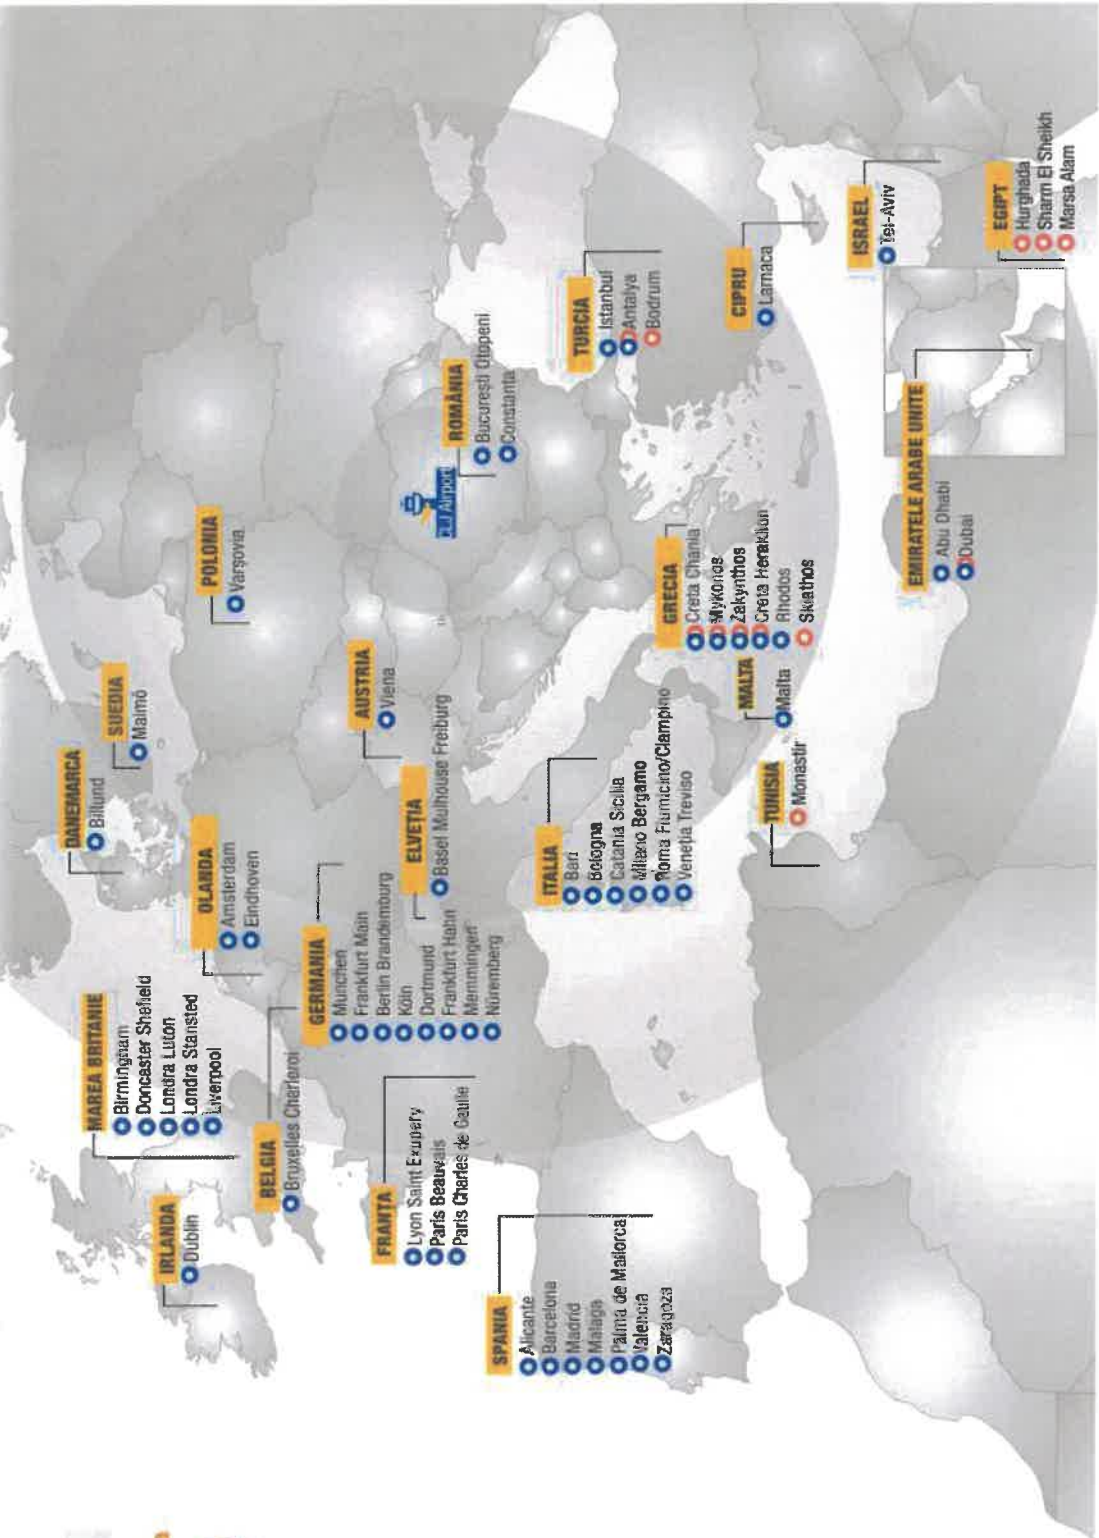 IRLANDA
Dublin
MAREA BRITANIE
Birmingham
Doncaster Shefield
Londra Luton
Londra Stansted
Liverpool
DANEMARCA
Billund
SUEDIA
Malmö
OLANDA
Amsterdam
Eindhoven
POLONIA
Varșovia
BELGIA
Bruxelles Charleroi
GERMANIA
Munchen
Frankfurt Main
Berlin Brandemburg
Köln
Dortmund
Frankfurt Hahn
Memmingen
Nüremberg
AUSTRIA
Viena
ELVEȚIA
Basel Mulhouse Freiburg
FRANȚA
Lyon Saint Exupery
Paris Beauvais
Paris Charles de Gaulle
CLJ Airport
ROMÂNIA
București Otopeni
Constanta
SPANIA
Alicante
Barcelona
Madrid
Malaga
Palma de Mallorca
Valencia
Zaragoza
ITALIA
Bari
Bologna
Catania Sicilia
Milano Bergamo
Roma Fiumicino/Ciampino
Veneția Treviso
TURCIA
Istanbul
Antalya
Bodrum
GRECIA
Creta Chania
Mykonos
Zakynthos
Creta Heraklion
Rhodos
Skiathos
MALTA
Malta
TUNISIA
Monastir
CIPRU
Larnaca
ISRAEL
Tel-Aviv
EMIRATELE ARABE UNITE
Abu Dhabi
Dubai
EGIPT
Hurghada
Sharm El Sheikh
Marsa Alam